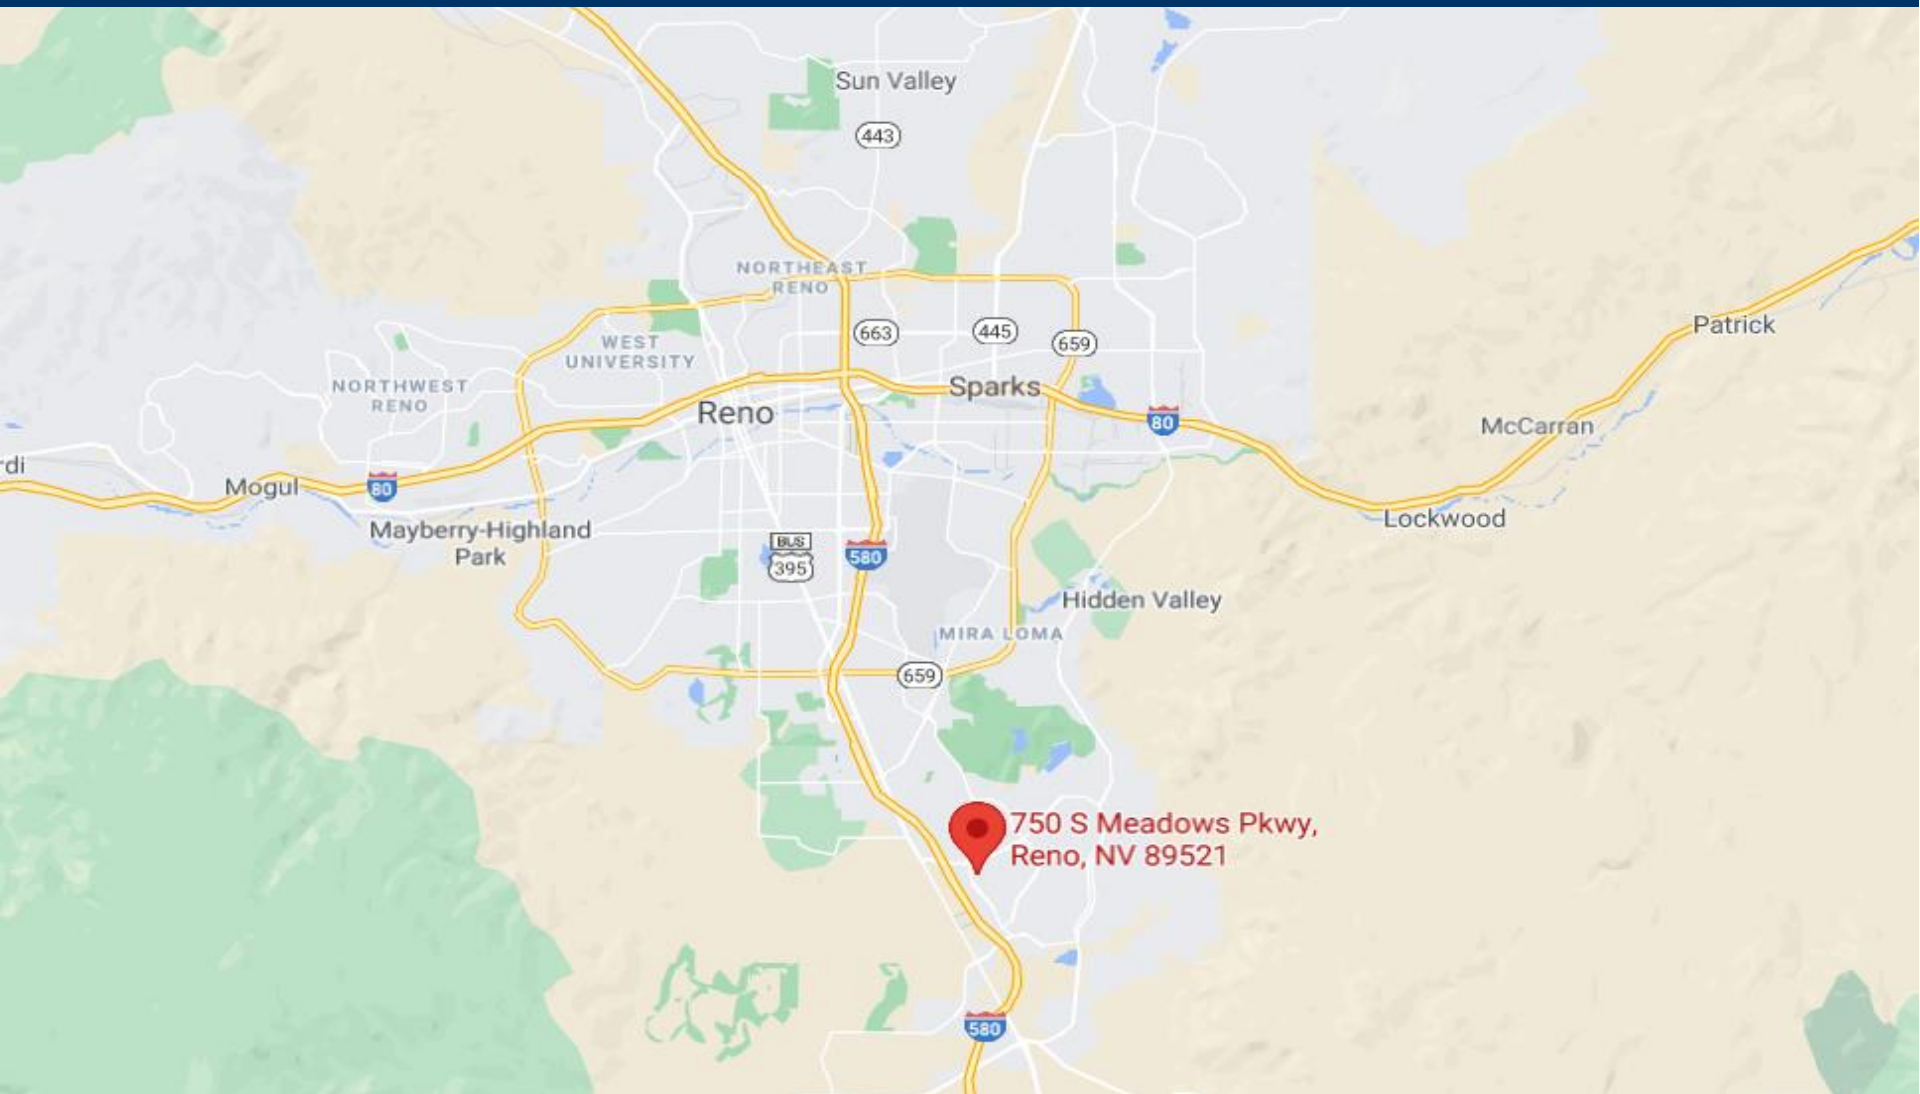 Sun Valley
443
NORTHEAST
RENO
663
445
659
WEST
UNIVERSITY
Patrick
NORTHWEST
RENO
Sparks
Reno
80
McCarran
rdi
Mogul
80
Lockwood
Mayberry-Highland
Park
BUS
395
580
Hidden Valley
MIRA LOMA
659
750 S Meadows Pkwy,
Reno, NV 89521
580